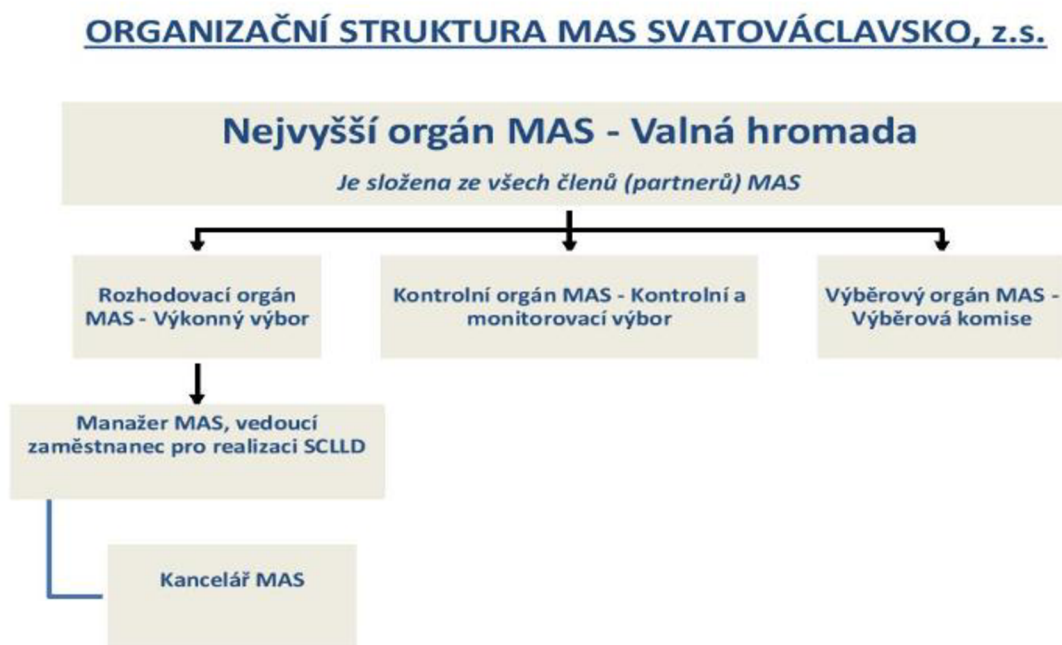 ORGANIZAČNÍ STRUKTURA MAS SVATOVÁCLAVSKO, z.s.
Nejvyšší orgán MAS - Valná hromada
Je složena ze všech členů (partnerů) MAS
Rozhodovací orgán
MAS - Výkonný výbor
Kontrolní orgán MAS - Kontrolní a
monitorovací výbor
Výběrový orgán MAS -
Výběrová komise
Manažer MAS, vedoucí
zaměstnanec pro realizaci SCLLD
Kancelář MAS